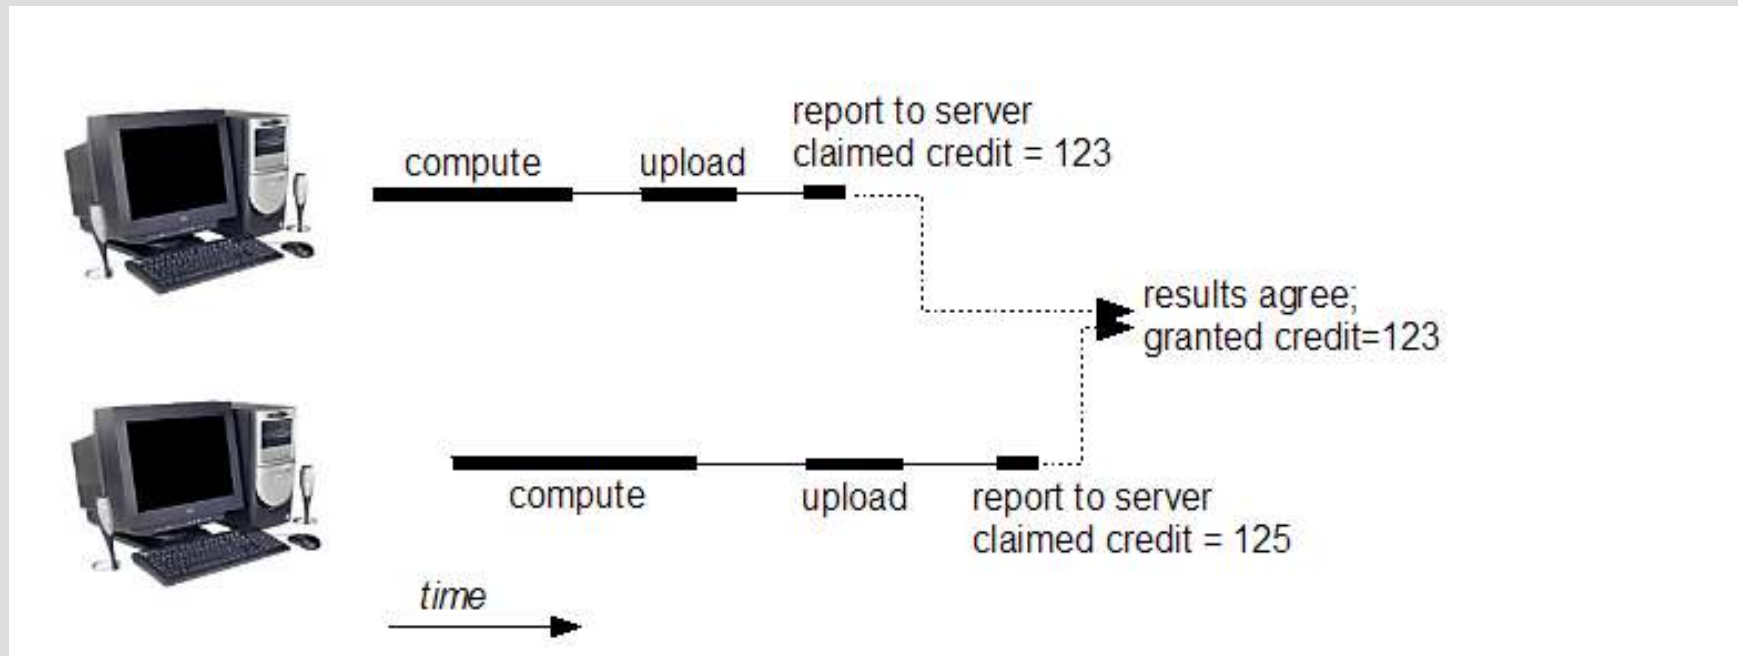 report to server
claimed credit = 123
compute
upload
results agree;
granted credit=123
compute
upload
report to server
claimed credit = 125
time